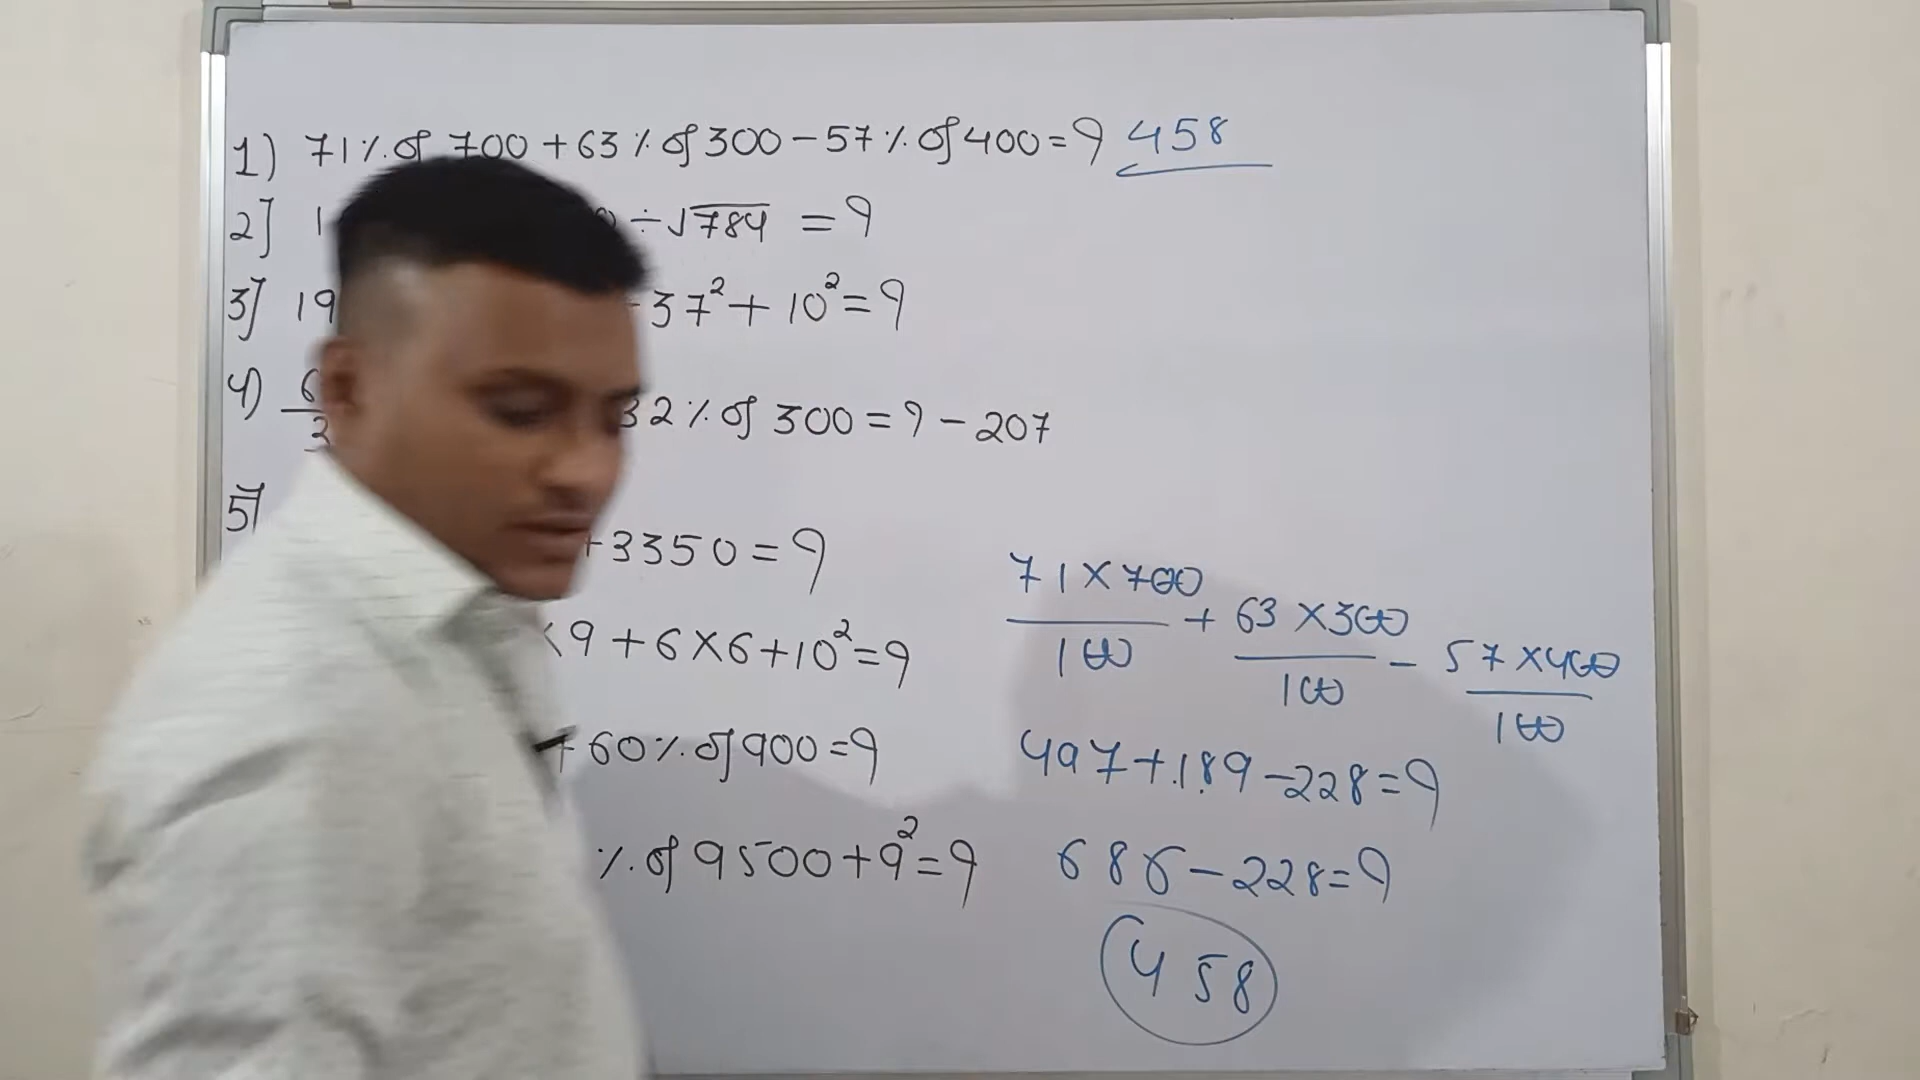 1) 71%.of 700+63%.of 300-57%.of 400=? 458
2] 1 ÷√784 =?
3] 19 37²+10²=?
4) 6 32%.of 300=?-207
5]
+3350=?
×9+6×6+10²=?
+60%.of 900=?
%.of 9500+9²=?
71×700/100 + 63×300/100 - 57×400/100
497+189-228=?
686-228=?
458